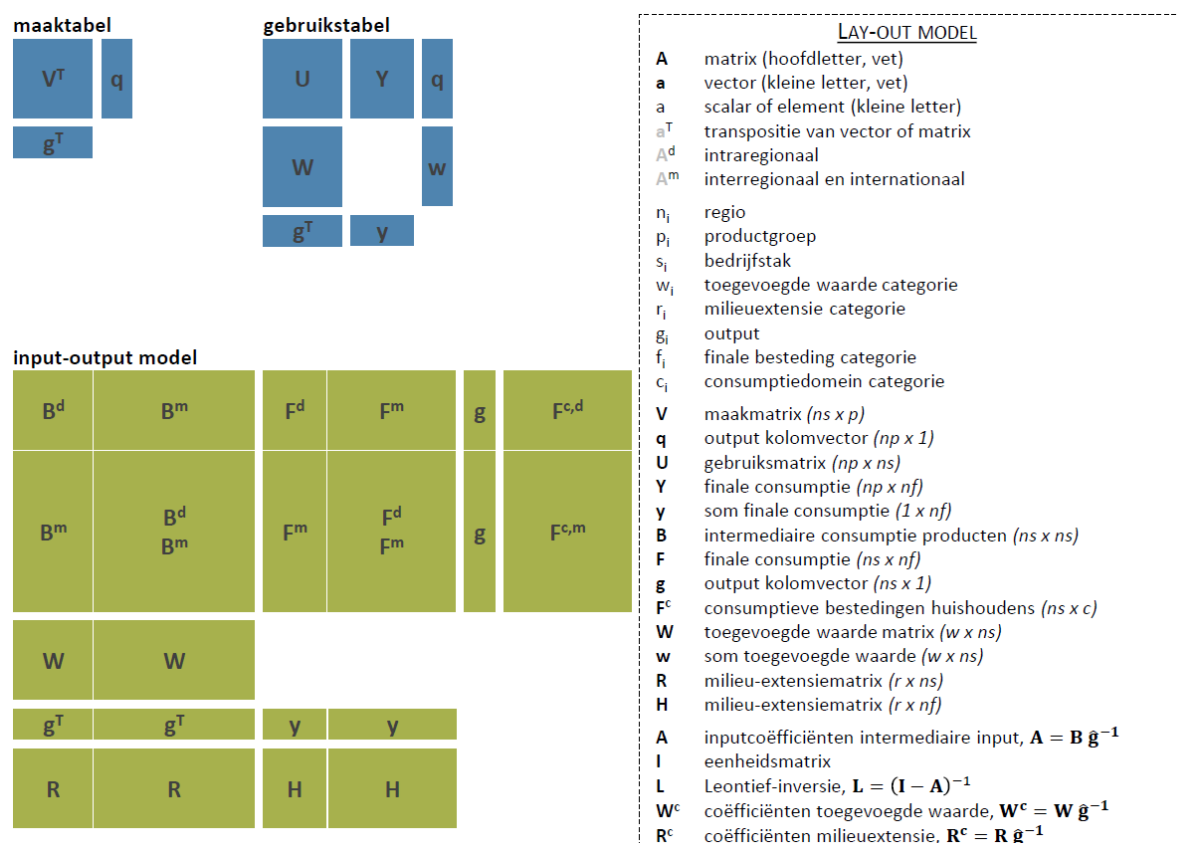 maaktabel
Vᵀ q
gᵀ
gebruikstabel
U Y q
W w
gᵀ y
input-output model
Bᵈ Bᵐ Fᵈ Fᵐ g Fᶜ,ᵈ
Bᵐ Bᵈ Fᵐ Fᵈ g Fᶜ,ᵐ
Bᵐ Fᵐ
W W
gᵀ gᵀ y y
R R H H
LAY-OUT MODEL
A matrix (hoofdletter, vet)
a vector (kleine letter, vet)
a scalar of element (kleine letter)
aᵀ transpositie van vector of matrix
Aᵈ intraregionaal
Aᵐ interregionaal en internationaal
nᵢ regio
pᵢ productgroep
sᵢ bedrijfstak
wᵢ toegevoegde waarde categorie
rᵢ milieuextensie categorie
gᵢ output
fᵢ finale besteding categorie
cᵢ consumptiedomein categorie
V maakmatrix (ns x p)
q output kolomvector (np x 1)
U gebruiksmatrix (np x ns)
Y finale consumptie (np x nf)
y som finale consumptie (1 x nf)
B intermediaire consumptie producten (ns x ns)
F finale consumptie (ns x nf)
g output kolomvector (ns x 1)
Fᶜ consumptieve bestedingen huishoudens (ns x c)
W toegevoegde waarde matrix (w x ns)
w som toegevoegde waarde (w x ns)
R milieu-extensiematrix (r x ns)
H milieu-extensiematrix (r x nf)
A inputcoëfficiënten intermediaire input, A = B ĝ⁻¹
I eenheidsmatrix
L Leontief-inversie, L = (I − A)⁻¹
Wᶜ coëfficiënten toegevoegde waarde, Wᶜ = W ĝ⁻¹
Rᶜ coëfficiënten milieuextensie, Rᶜ = R ĝ⁻¹